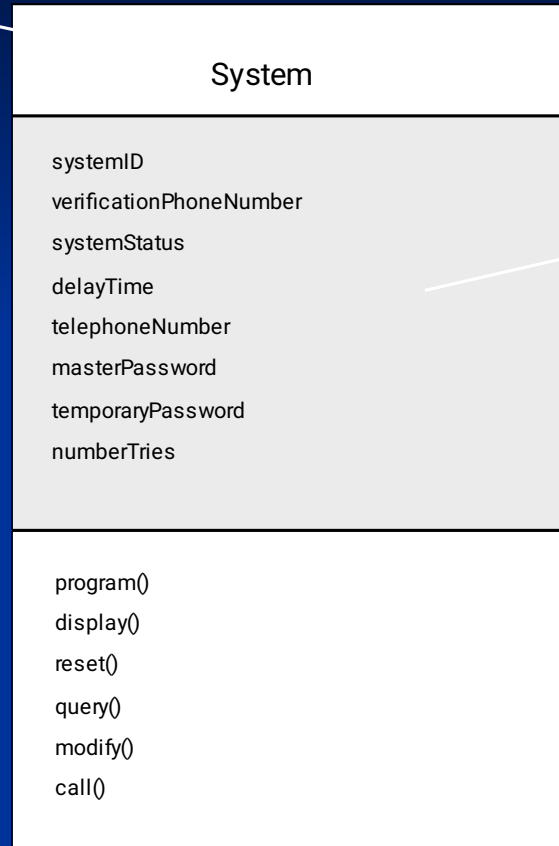 System
systemID
verificationPhoneNumber
systemStatus
delayTime
telephoneNumber
masterPassword
temporaryPassword
numberTries
program()
display()
reset()
query()
modify()
call()